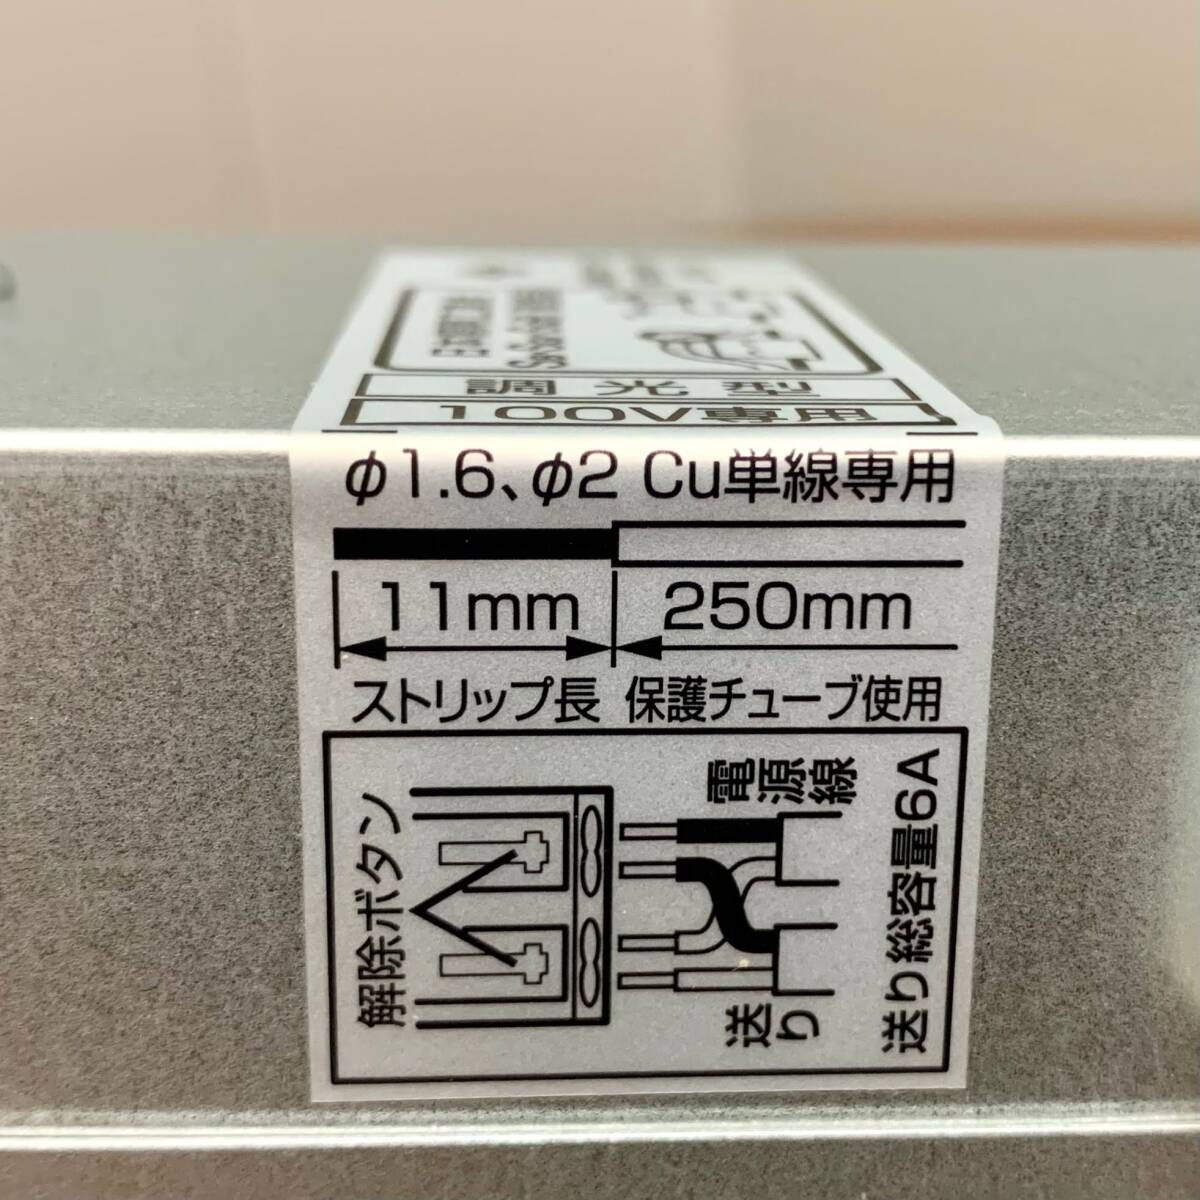 調光型
100V専用
φ1.6、φ2 Cu単線専用
11mm 250mm
ストリップ長 保護チューブ使用
解除ボタン
電源線
送り
送り総容量6A